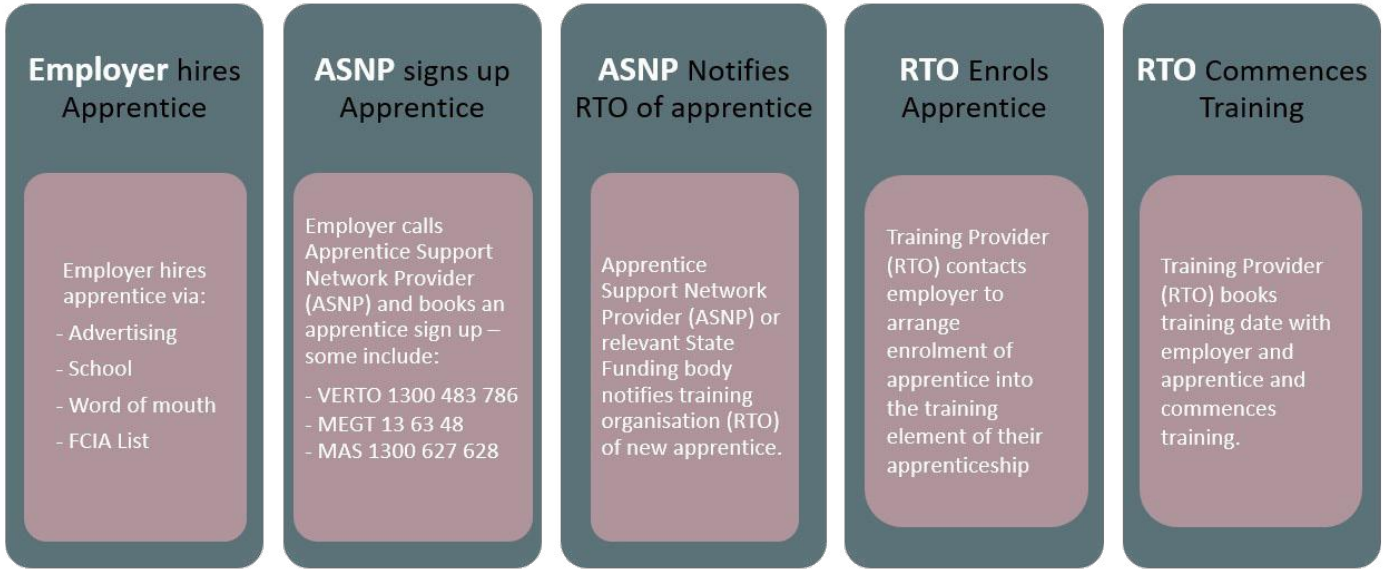 Employer hires
Apprentice
Employer hires
apprentice via:
- Advertising
- School
- Word of mouth
- FCIA List
ASNP signs up
Apprentice
Employer calls
Apprentice Support
Network Provider
(ASNP) and books an
apprentice sign up –
some include:
- VERTO 1300 483 786
- MEGT 13 63 48
- MAS 1300 627 628
ASNP Notifies
RTO of apprentice
Apprentice
Support Network
Provider (ASNP) or
relevant State
Funding body
notifies training
organisation (RTO)
of new apprentice.
RTO Enrols
Apprentice
Training Provider
(RTO) contacts
employer to
arrange
enrolment of
apprentice into
the training
element of their
apprenticeship
RTO Commences
Training
Training Provider
(RTO) books
training date with
employer and
apprentice and
commences
training.